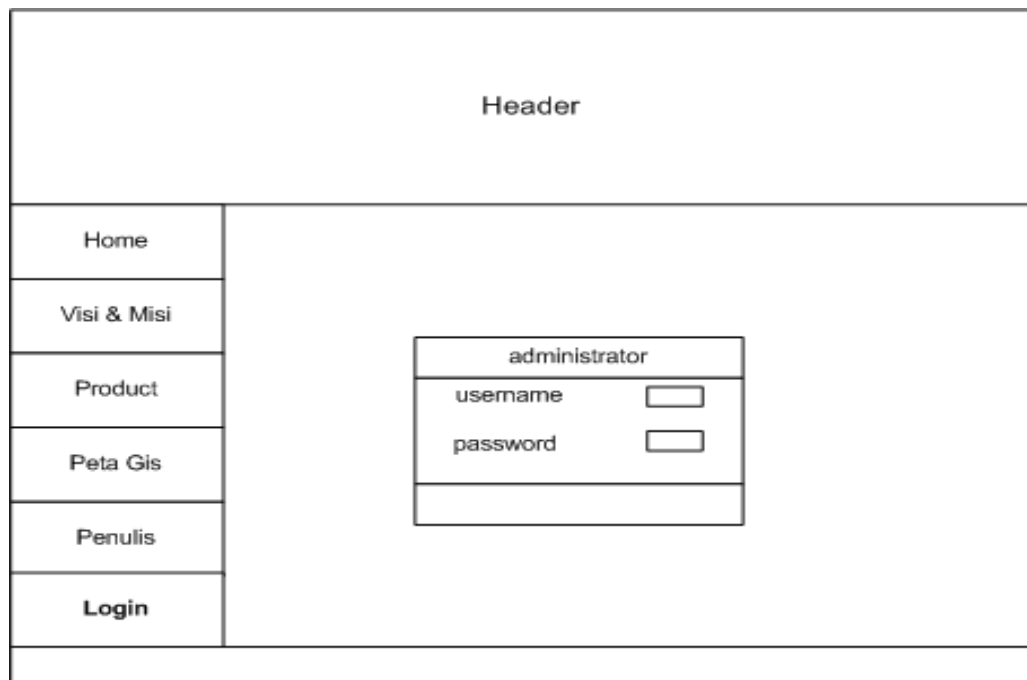 Header
Home
Visi & Misi
Product
Peta Gis
Penulis
Login
administrator
username
password